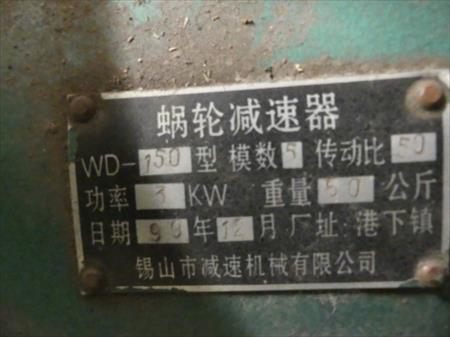 蜗轮减速器
WD-150型 模数5 传动比50
功率3KW 重量50公斤
日期99年12月厂址:港下镇
锡山市减速机械有限公司